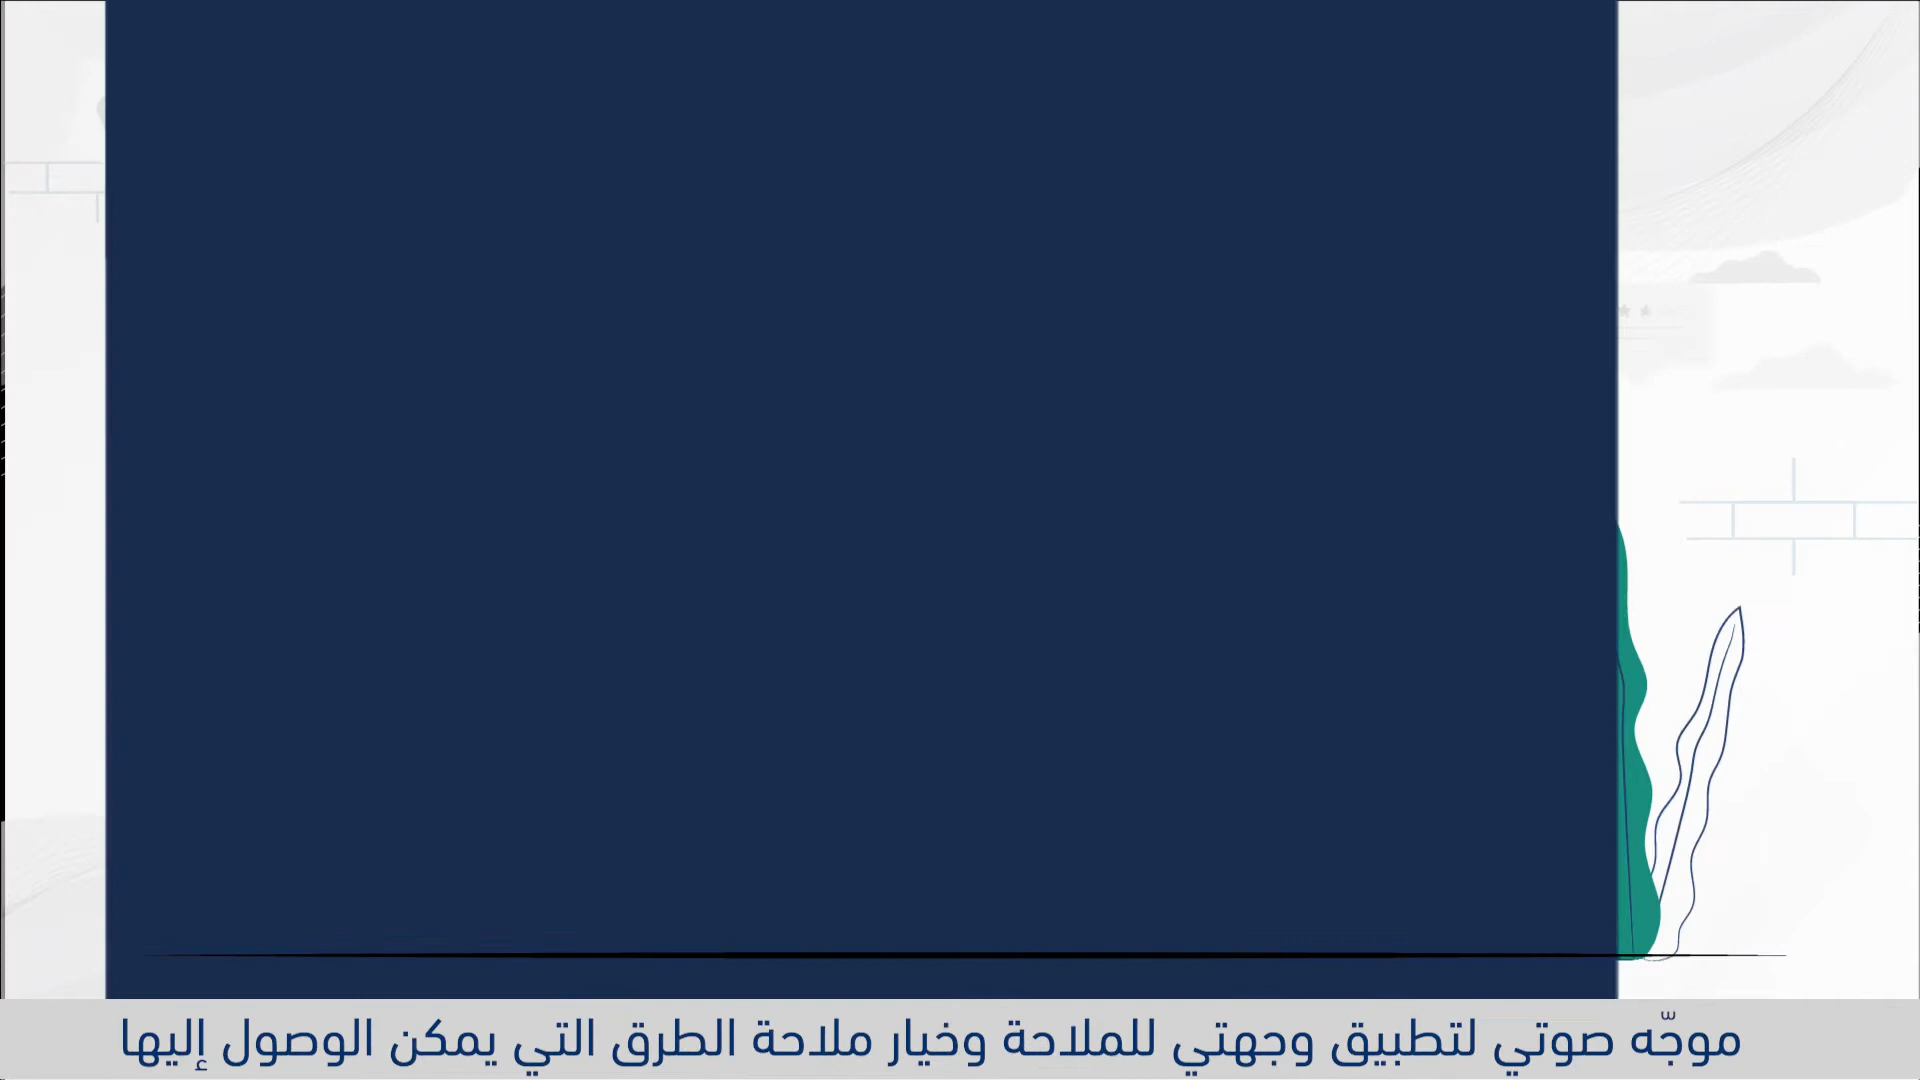 موجّه صوتي لتطبيق وجهتي للملاحة وخيار ملاحة الطرق التي يمكن الوصول إليها